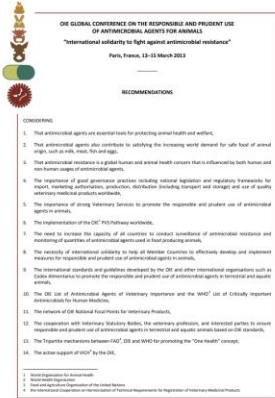 OIE GLOBAL CONFERENCE ON THE RESPONSIBLE AND PRUDENT USE
OF ANTIMICROBIAL AGENTS FOR ANIMALS
"International solidarity to fight against antimicrobial resistance"
Paris, France, 13–15 March 2013
RECOMMENDATIONS
CONSIDERING
1. That antimicrobial agents are essential tools for protecting animal health and welfare,
2. That antimicrobial agents also contribute to satisfying the increasing world demand for safe food of animal
origin, such as milk, meat, fish and eggs,
3. That antimicrobial resistance is a global human and animal health concern that is influenced by both human and
non-human usages of antimicrobial agents,
4. The importance of good governance practices including national legislation and regulatory frameworks for
import, marketing authorisation, production, distribution (including transport and storage) and use of quality
veterinary medicinal products worldwide,
5. The importance of strong Veterinary Services to promote the responsible and prudent use of antimicrobial
agents in animals,
6. The implementation of the OIE¹ PVS Pathway worldwide,
7. The need to increase the capacity of all countries to conduct surveillance of antimicrobial resistance and
monitoring of quantities of antimicrobial agents used in food producing animals,
8. The necessity of international solidarity to help all Member Countries to effectively develop and implement
measures for responsible and prudent use of antimicrobial agents in animals,
9. The international standards and guidelines developed by the OIE and other international organisations such as
Codex Alimentarius to promote the responsible and prudent use of antimicrobial agents in terrestrial and aquatic
animals,
10. The OIE List of Antimicrobial Agents of Veterinary Importance and the WHO² List of Critically Important
Antimicrobials for Human Medicine,
11. The network of OIE National Focal Points for Veterinary Products,
12. The cooperation with Veterinary Statutory Bodies, the veterinary profession, and interested parties to ensure
responsible and prudent use of antimicrobial agents in terrestrial and aquatic animals based on OIE standards,
13. The Tripartite mechanisms between FAO³, OIE and WHO for promoting the "One Health" concept,
14. The active support of VICH⁴ by the OIE,
1 World Organisation for Animal Health
2 World Health Organization
3 Food and Agriculture Organization of the United Nations
4 the International Cooperation on Harmonisation of Technical Requirements for Registration of Veterinary Medicinal Products